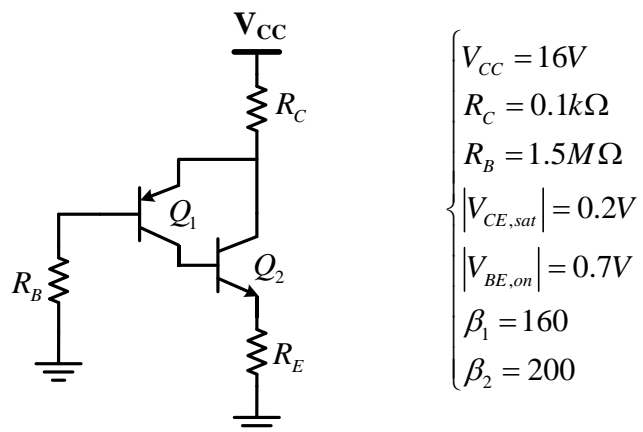 V_CC
R_C
Q_1
Q_2
R_B
R_E
V_CC = 16V
R_C = 0.1kΩ
R_B = 1.5MΩ
|V_CE,sat| = 0.2V
|V_BE,on| = 0.7V
β_1 = 160
β_2 = 200